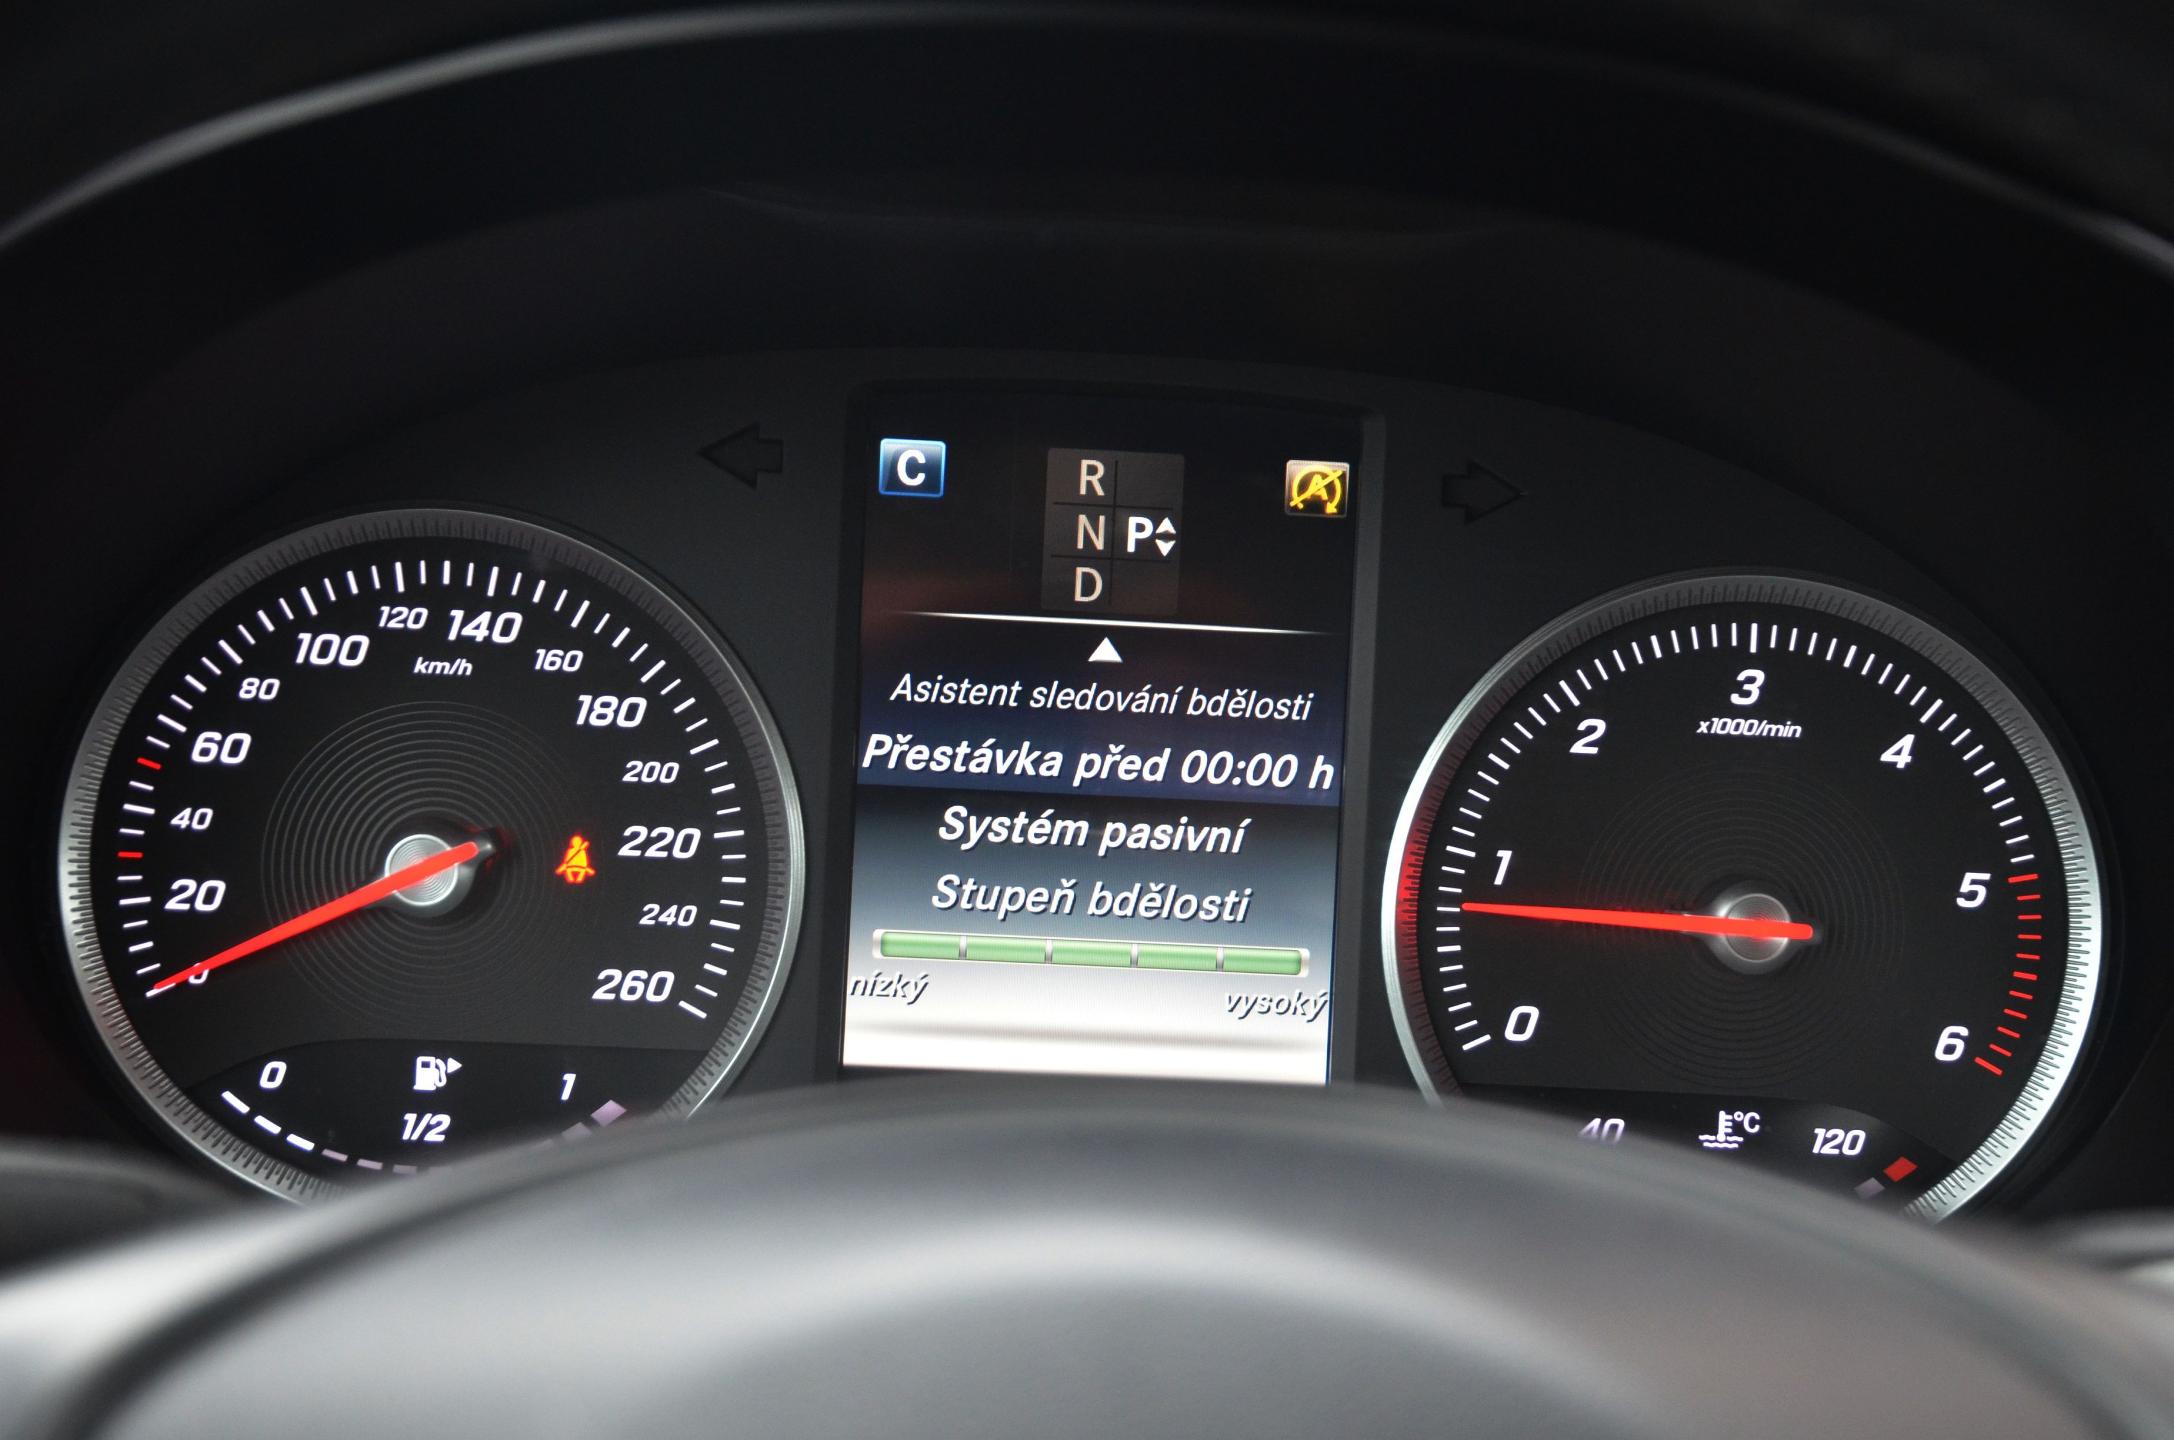 C
R
N P
D
A
Asistent sledování bdělosti
Přestávka před 00:00 h
Systém pasivní
Stupeň bdělosti
nízký vysoký
0
20
40
60
80
100
120
140
160
180
200
220
240
260
km/h
0 1/2 1
0
1
2
3
4
5
6
x1000/min
40 °C 120